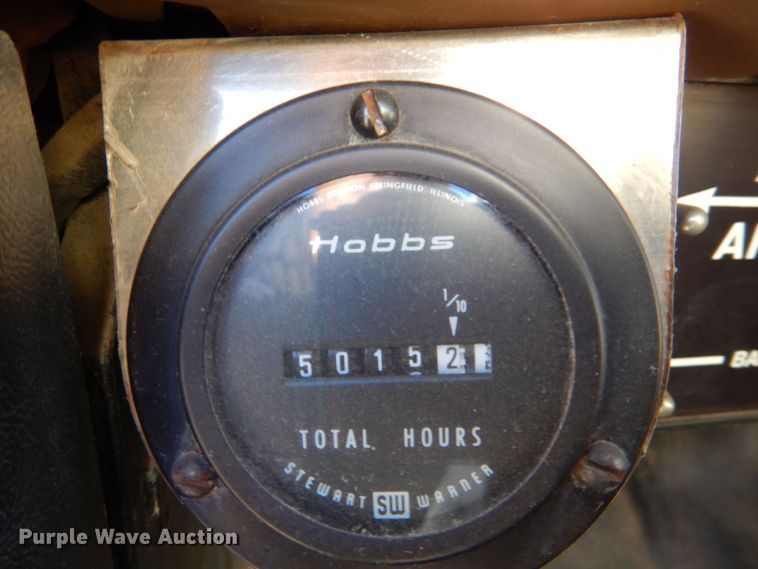 HOBBS DIVISION SPRINGFIELD, ILLINOIS
Hobbs
1/10
5 0 1 5 2
TOTAL HOURS
STEWART SW WARNER
BA
Purple Wave Auction